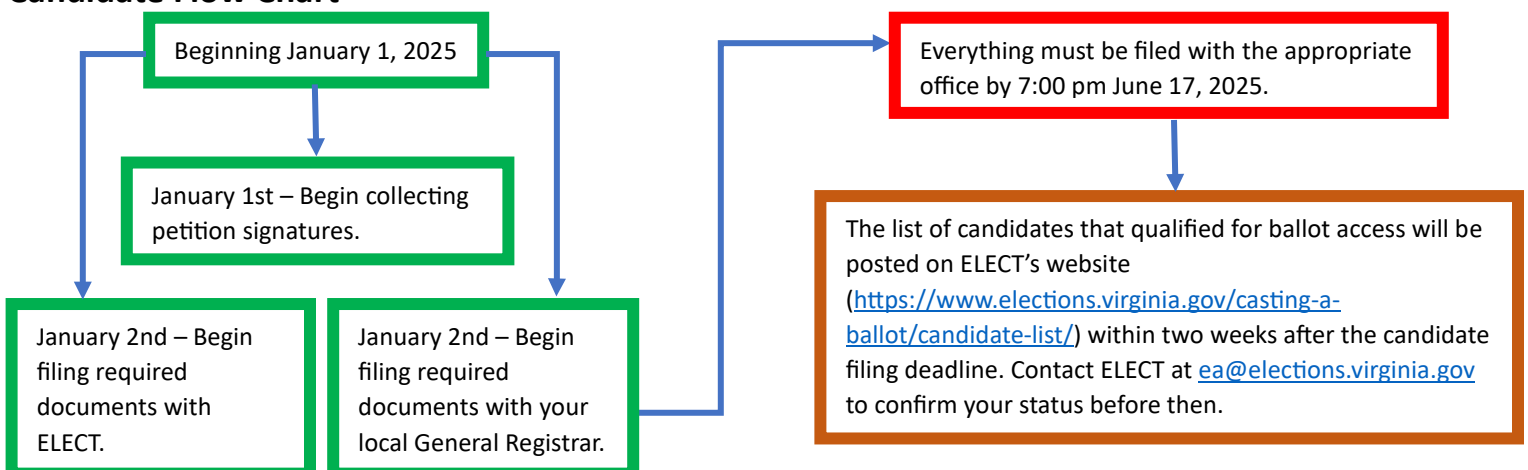 Candidate Flow Chart
Beginning January 1, 2025
January 1st – Begin collecting
petition signatures.
January 2nd – Begin
filing required
documents with
ELECT.
January 2nd – Begin
filing required
documents with your
local General Registrar.
Everything must be filed with the appropriate
office by 7:00 pm June 17, 2025.
The list of candidates that qualified for ballot access will be
posted on ELECT’s website
(https://www.elections.virginia.gov/casting-a-
ballot/candidate-list/) within two weeks after the candidate
filing deadline. Contact ELECT at ea@elections.virginia.gov
to confirm your status before then.